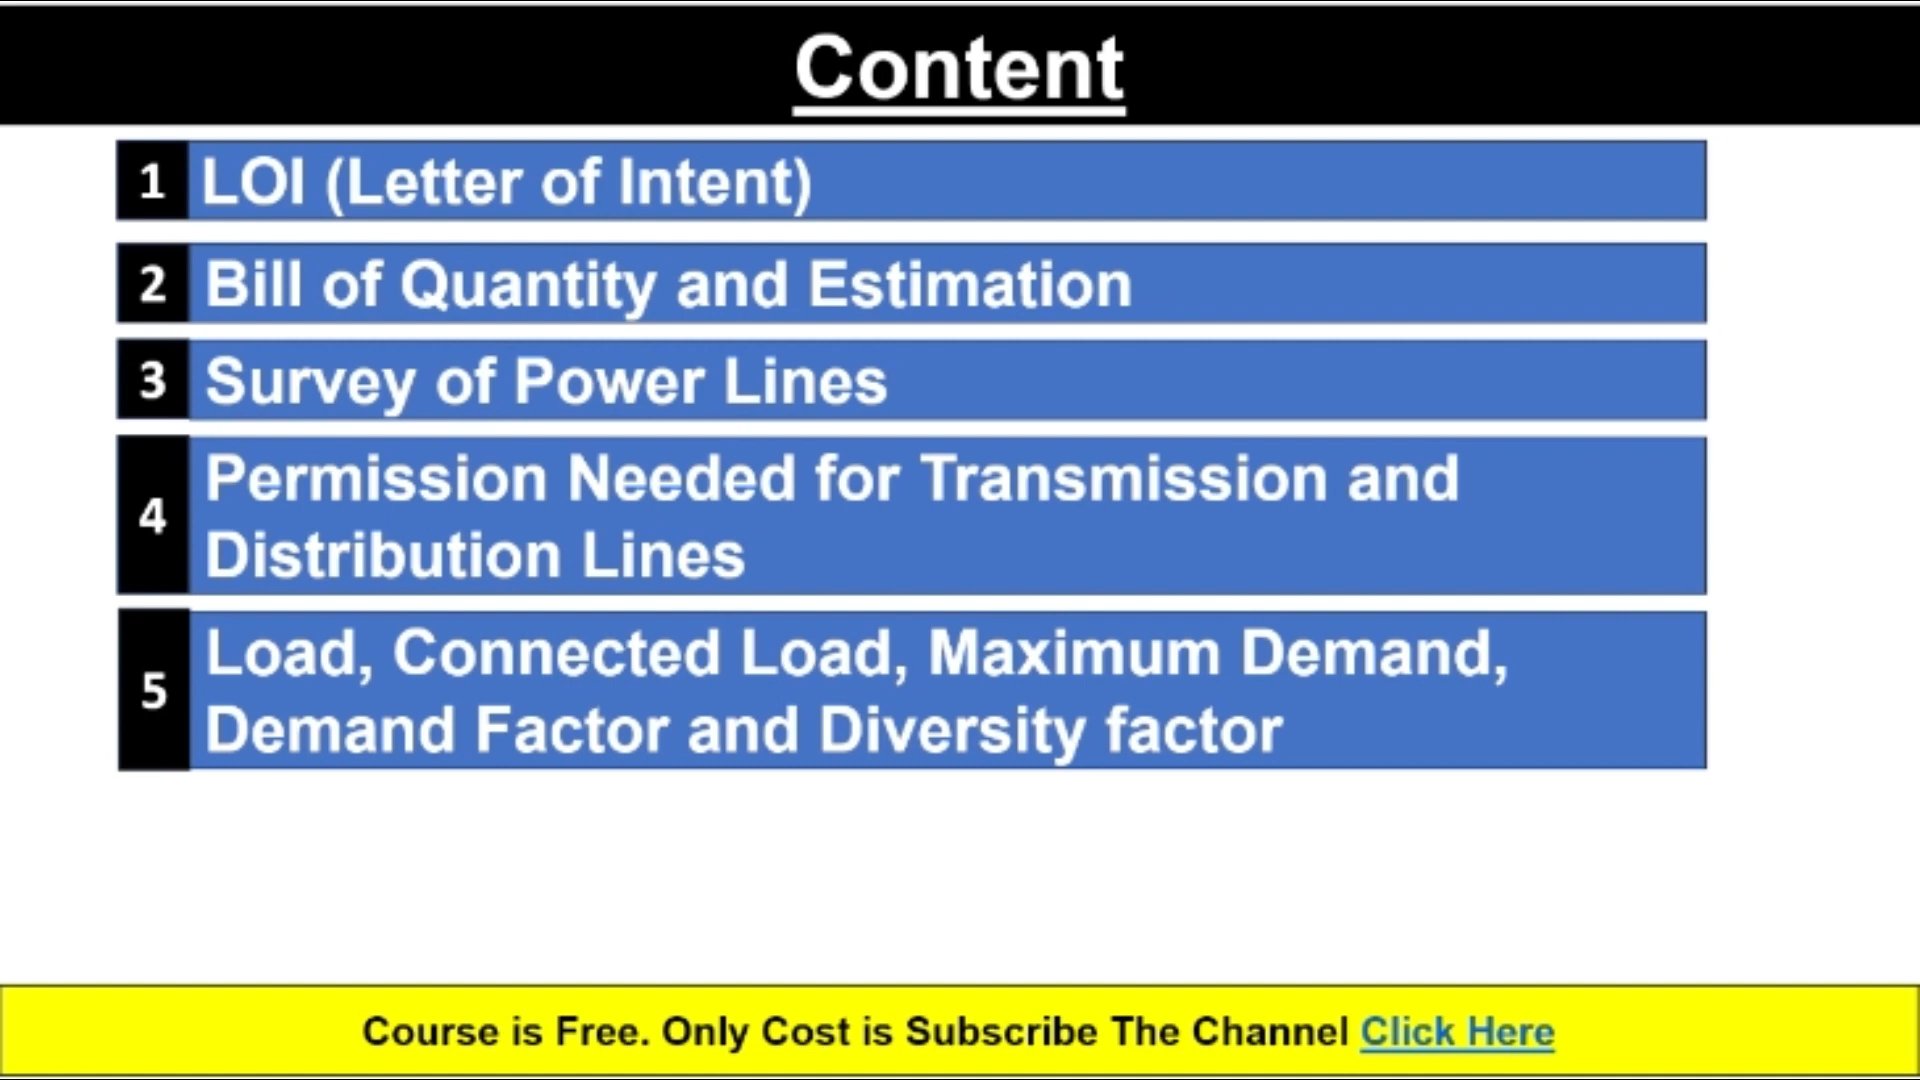 Content
1 LOI (Letter of Intent)
2 Bill of Quantity and Estimation
3 Survey of Power Lines
4 Permission Needed for Transmission and
Distribution Lines
5 Load, Connected Load, Maximum Demand,
Demand Factor and Diversity factor
Course is Free. Only Cost is Subscribe The Channel Click Here